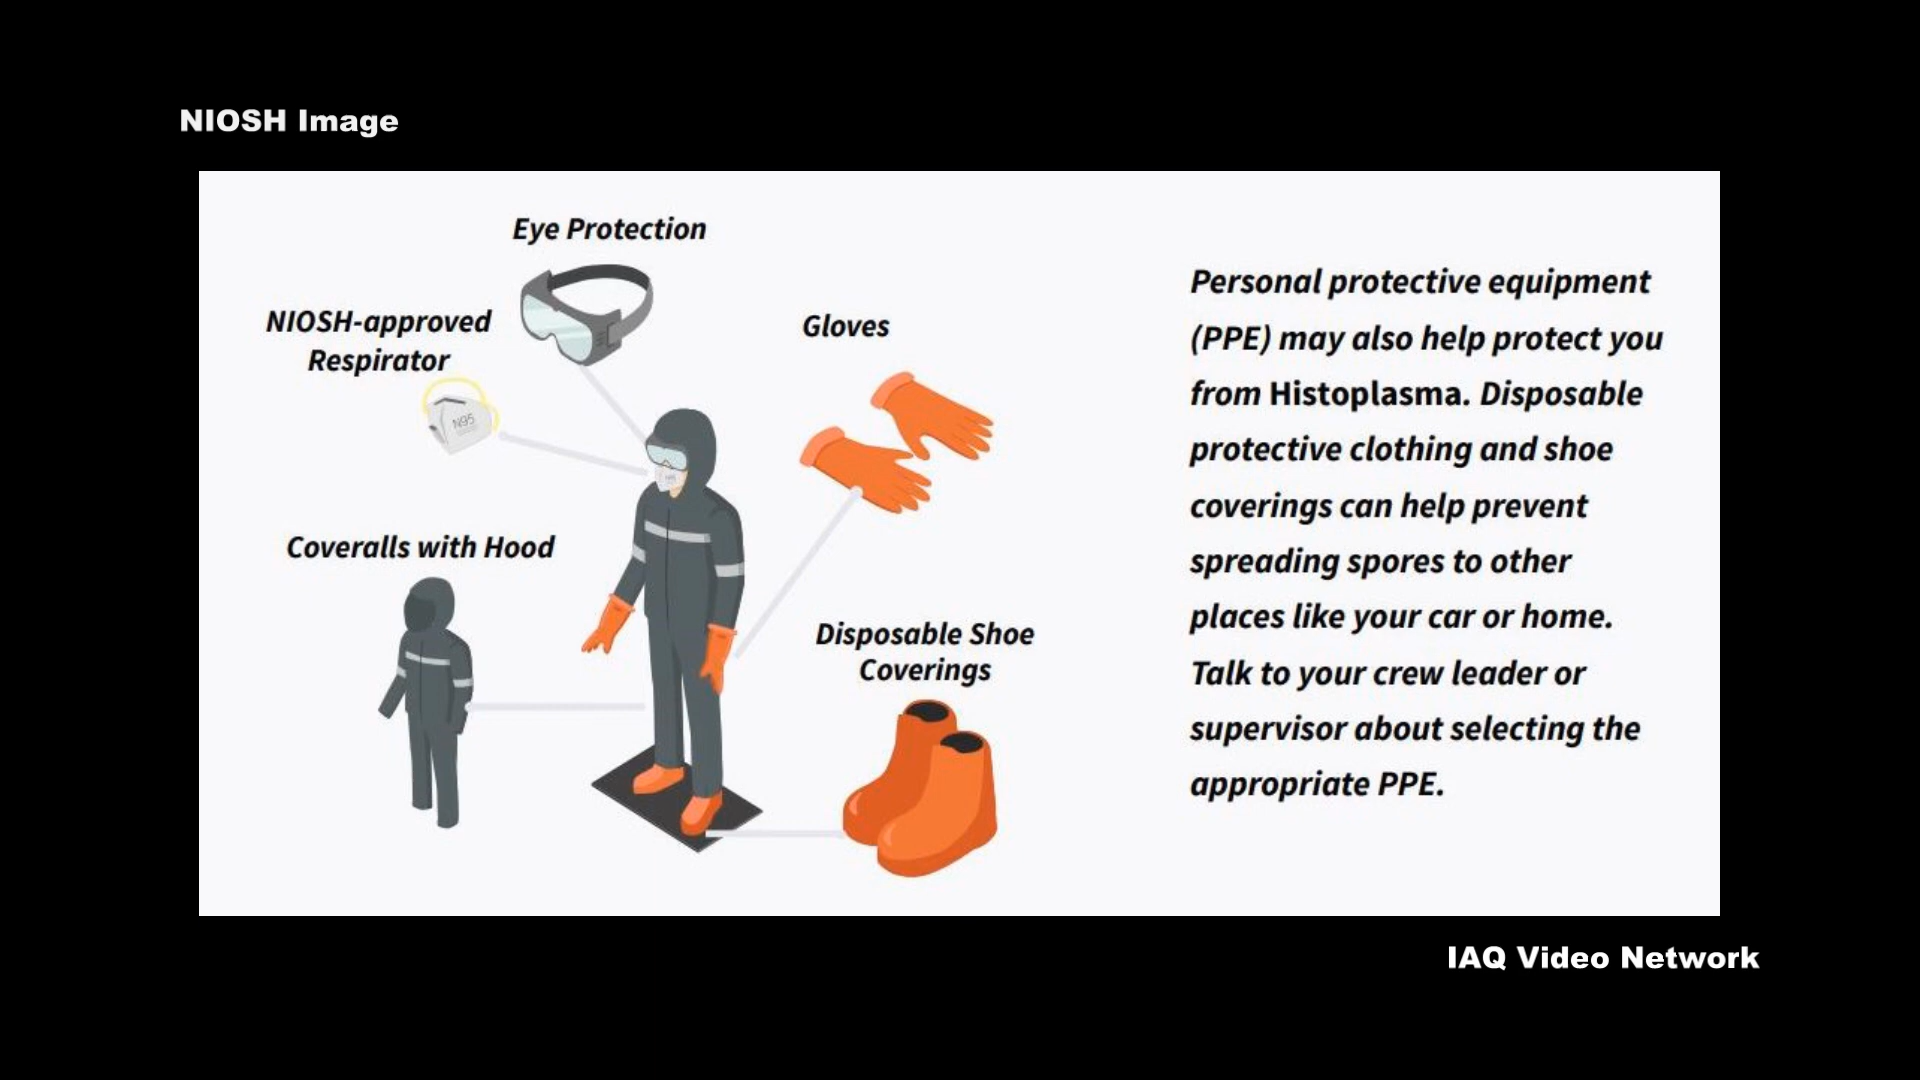 NIOSH Image
Eye Protection
NIOSH-approved
Respirator
N95
Gloves
Coveralls with Hood
Disposable Shoe
Coverings
Personal protective equipment
(PPE) may also help protect you
from Histoplasma. Disposable
protective clothing and shoe
coverings can help prevent
spreading spores to other
places like your car or home.
Talk to your crew leader or
supervisor about selecting the
appropriate PPE.
IAQ Video Network